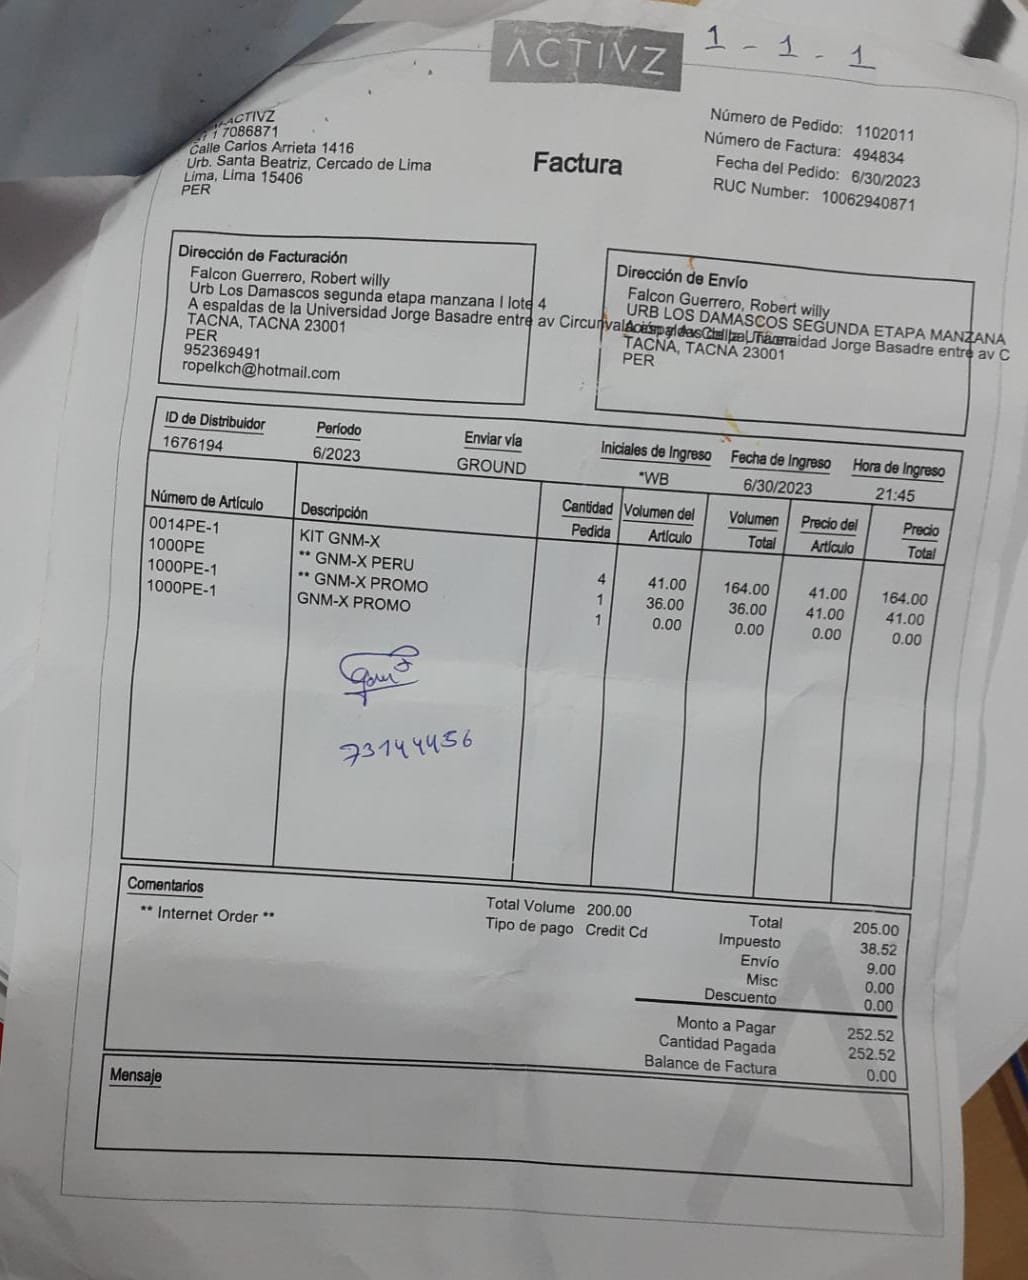 ACTIVZ
1 - 1 - 1
ACTIVZ
7086871
Calle Carlos Arrieta 1416
Urb. Santa Beatriz, Cercado de Lima
Lima, Lima 15406
PER
Factura
Número de Pedido: 1102011
Número de Factura: 494834
Fecha del Pedido: 6/30/2023
RUC Number: 10062940871
Dirección de Facturación
Falcon Guerrero, Robert willy
Urb Los Damascos segunda etapa manzana I lote 4
A espaldas de la Universidad Jorge Basadre entre av Circunvalación
TACNA, TACNA 23001
PER
952369491
ropelkch@hotmail.com
Dirección de Envío
Falcon Guerrero, Robert willy
URB LOS DAMASCOS SEGUNDA ETAPA MANZANA
Jorge Basadre entre av C
TACNA, TACNA 23001
PER
ID de Distribuidor Período Enviar vía Iniciales de Ingreso Fecha de Ingreso Hora de Ingreso
1676194 6/2023 GROUND *WB 6/30/2023 21:45
Número de Artículo Descripción Cantidad Pedida Volumen del Artículo Volumen Total Precio del Artículo Precio Total
0014PE-1 KIT GNM-X
1000PE ** GNM-X PERU 4 41.00 164.00 41.00 164.00
1000PE-1 ** GNM-X PROMO 1 36.00 36.00 41.00 41.00
1000PE-1 GNM-X PROMO 1 0.00 0.00 0.00 0.00
73144456
Comentarios
** Internet Order **
Total Volume 200.00
Tipo de pago Credit Cd
Total 205.00
Impuesto 38.52
Envío 9.00
Misc 0.00
Descuento 0.00
Monto a Pagar 252.52
Cantidad Pagada 252.52
Balance de Factura 0.00
Mensaje